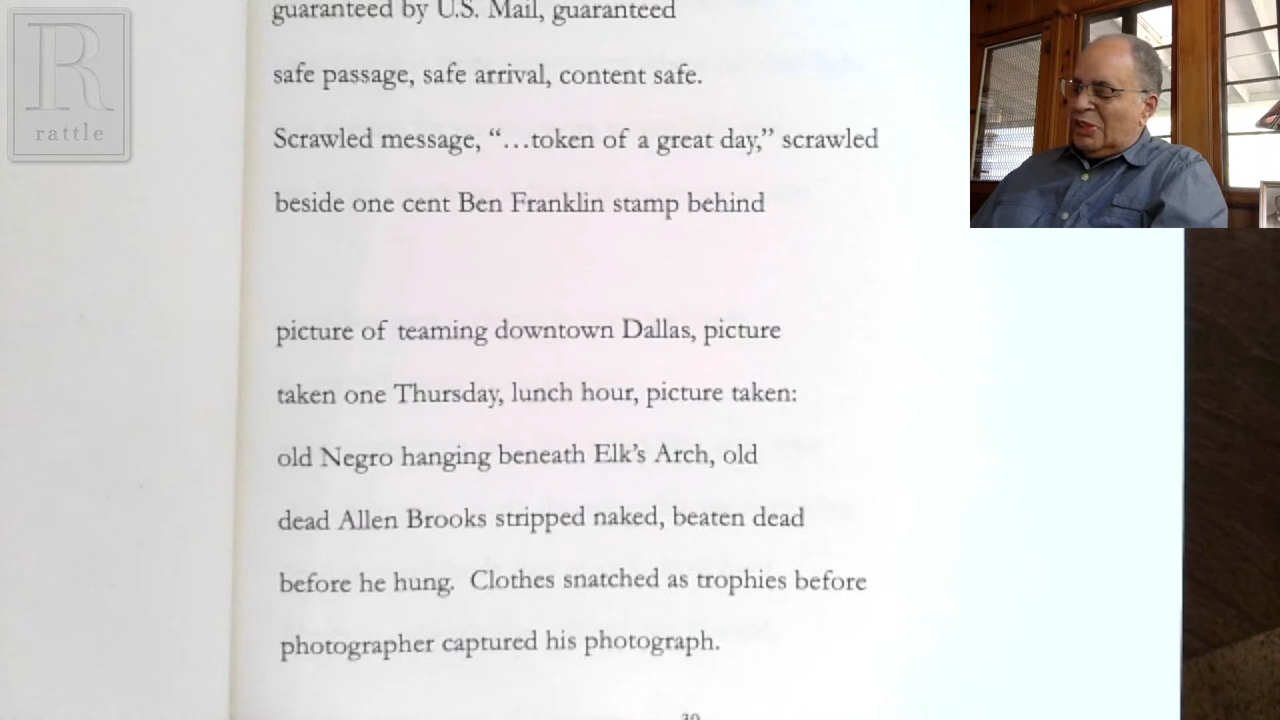 R
rattle
guaranteed by U.S. Mail, guaranteed
safe passage, safe arrival, content safe.
Scrawled message, “…token of a great day,” scrawled
beside one cent Ben Franklin stamp behind
picture of teaming downtown Dallas, picture
taken one Thursday, lunch hour, picture taken:
old Negro hanging beneath Elk’s Arch, old
dead Allen Brooks stripped naked, beaten dead
before he hung.  Clothes snatched as trophies before
photographer captured his photograph.